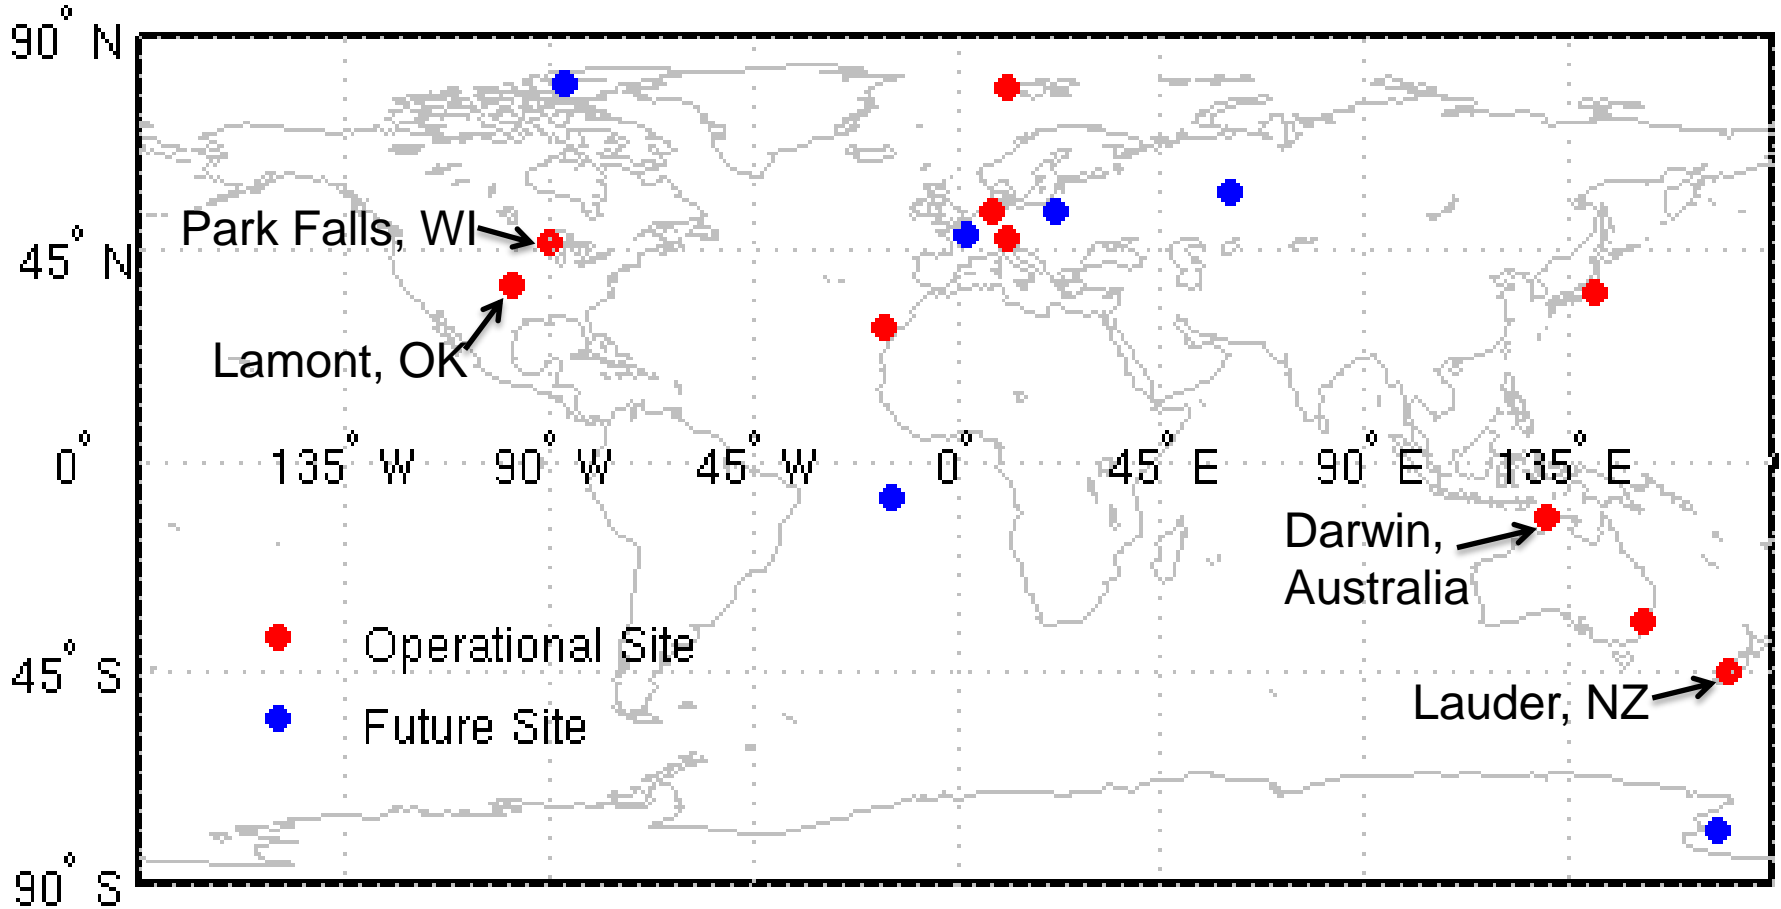 90° N
Park Falls, WI
45° N
Lamont, OK
0°
135° W
90° W
45° W
0°
45° E
90° E
135° E
Darwin,
Australia
Operational Site
45° S
Lauder, NZ
Future Site
90° S